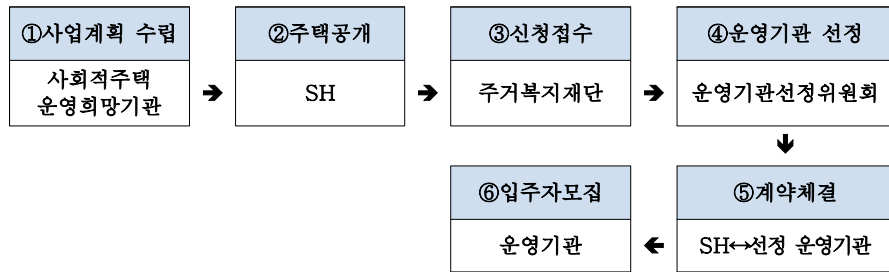 ①사업계획 수립
사회적주택
운영희망기관
➔
②주택공개
SH
➔
③신청접수
주거복지재단
➔
④운영기관 선정
운영기관선정위원회
🡻
⑤계약체결
SH↔선정 운영기관
🡸
⑥입주자모집
운영기관